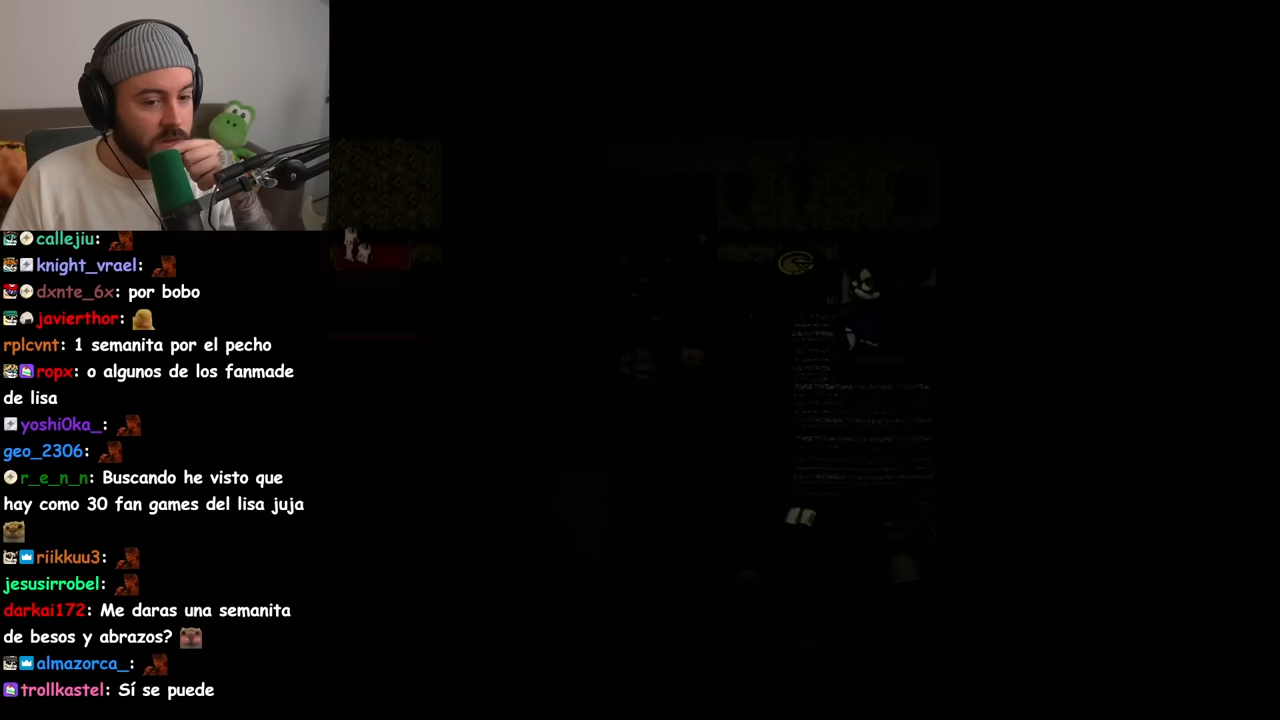 callejiu:
knight_vrael:
dxnte_6x: por bobo
javierthor:
rplcvnt: 1 semanita por el pecho
ropx: o algunos de los fanmade
de lisa
yoshi0ka_:
geo_2306:
r_e_n_n: Buscando he visto que
hay como 30 fan games del lisa juja
riikkuu3:
jesusirrobel:
darkai172: Me daras una semanita
de besos y abrazos?
almazorca_:
trollkastel: Sí se puede